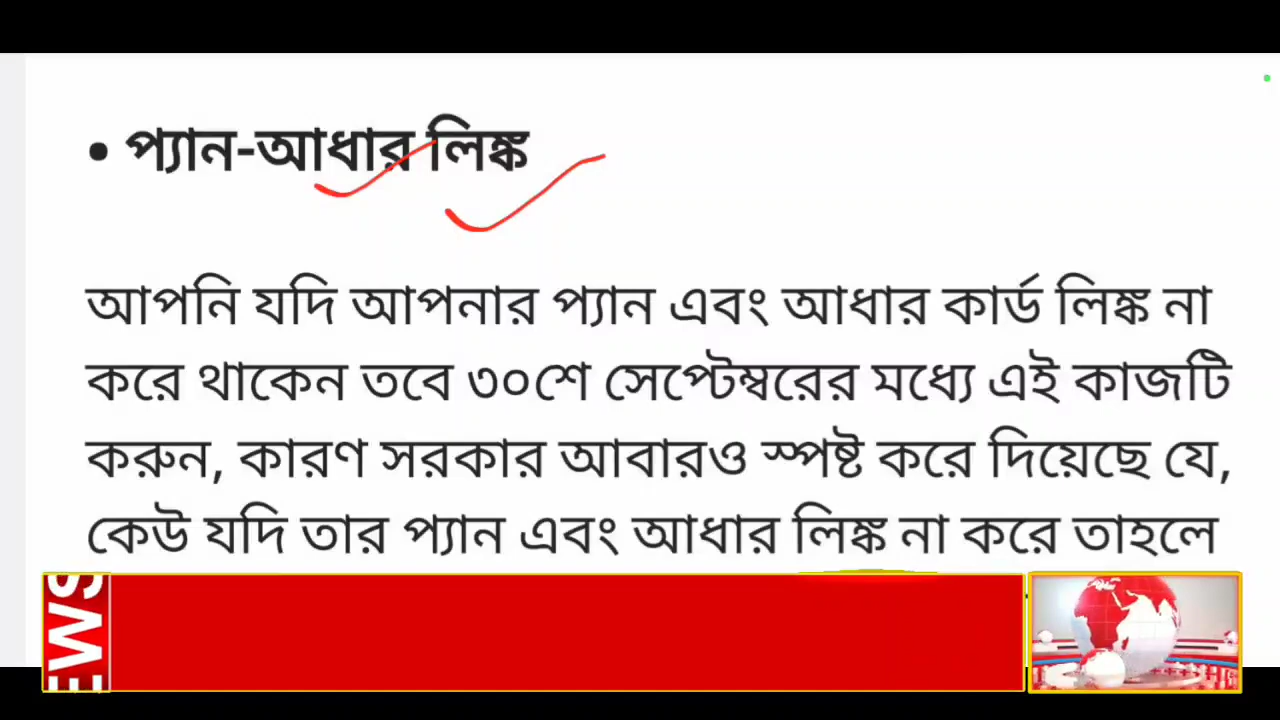 • প্যান-আধার লিঙ্ক
আপনি যদি আপনার প্যান এবং আধার কার্ড লিঙ্ক না
করে থাকেন তবে ৩০শে সেপ্টেম্বরের মধ্যে এই কাজটি
করুন, কারণ সরকার আবারও স্পষ্ট করে দিয়েছে যে,
কেউ যদি তার প্যান এবং আধার লিঙ্ক না করে তাহলে
EWS